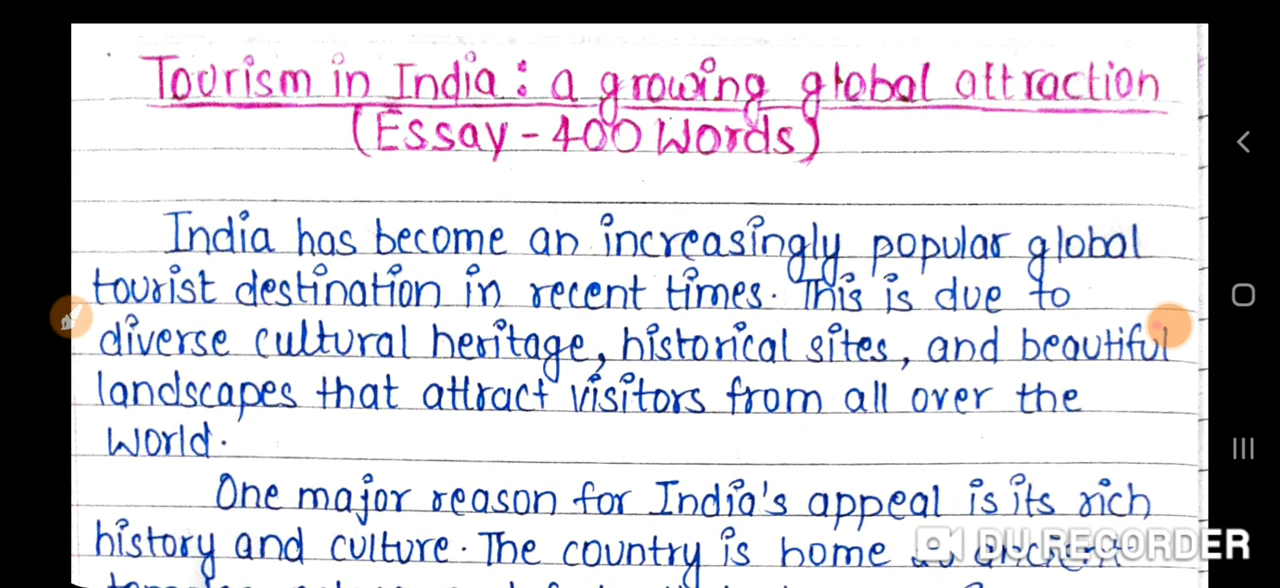 Tourism in India : a growing global attraction
(Essay - 400 Words)
India has become an increasingly popular global
tourist destination in recent times. This is due to
diverse cultural heritage, historical sites, and beautiful
landscapes that attract visitors from all over the
world.
One major reason for India's appeal is its rich
history and culture. The country is home
DU RECORDER